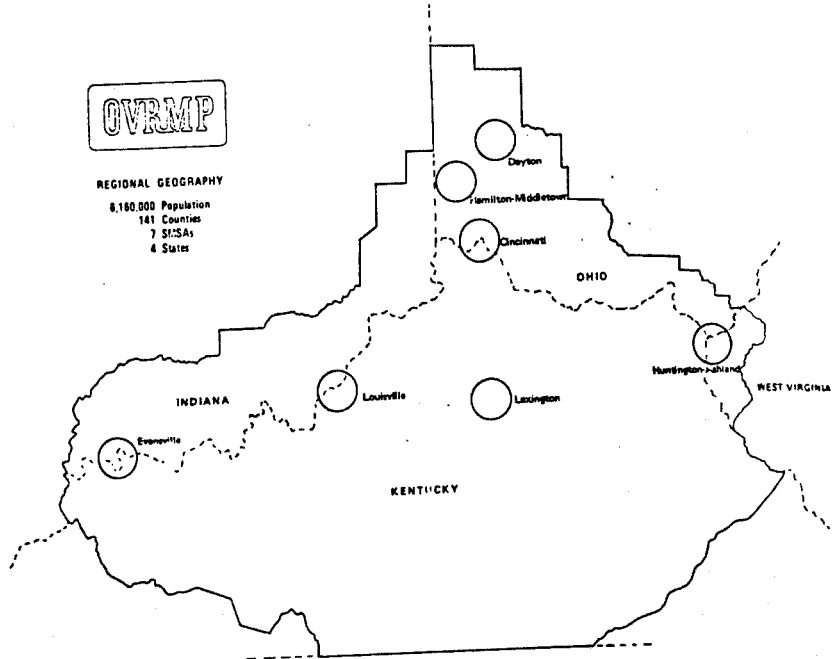 OVRMP
REGIONAL GEOGRAPHY
6,160,000 Population
141 Counties
7 SMSAs
4 States
Dayton
Hamilton-Middletown
Cincinnati
OHIO
Huntington-Ashland
WEST VIRGINIA
INDIANA
Louisville
Lexington
Evansville
KENTUCKY